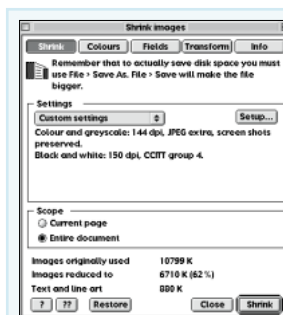 Shrink images
Shrink Colours Fields Transform Info
Remember that to actually save disk space you must
use File > Save As. File > Save will make the file
bigger.
Settings
Custom settings Setup...
Colour and greyscale: 144 dpi, JPEG extra, screen shots
preserved.
Black and white: 150 dpi, CCITT group 4.
Scope
Current page
Entire document
Images originally used 10799 K
Images reduced to 6710 K (62 %)
Text and line art 880 K
? ?? Restore Close Shrink